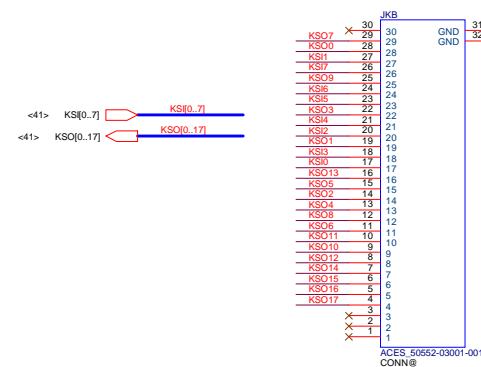 JKB
30 30 GND 31
KSO7 29 29 GND 32
KSO0 28 28
KSI1 27 27
KSI7 26 26
KSO9 25 25
KSI6 24 24
KSI5 23 23
KSO3 22 22
KSI4 21 21
KSI2 20 20
KSO1 19 19
KSI3 18 18
KSI0 17 17
KSO13 16 16
KSO5 15 15
KSO2 14 14
KSO4 13 13
KSO8 12 12
KSO6 11 11
KSO11 10 10
KSO10 9 9
KSO12 8 8
KSO14 7 7
KSO15 6 6
KSO16 5 5
KSO17 4 4
3 3
2 2
1 1
ACES_50552-03001-001
CONN@
<41> KSI[0..7] KSI[0..7]
<41> KSO[0..17] KSO[0..17]